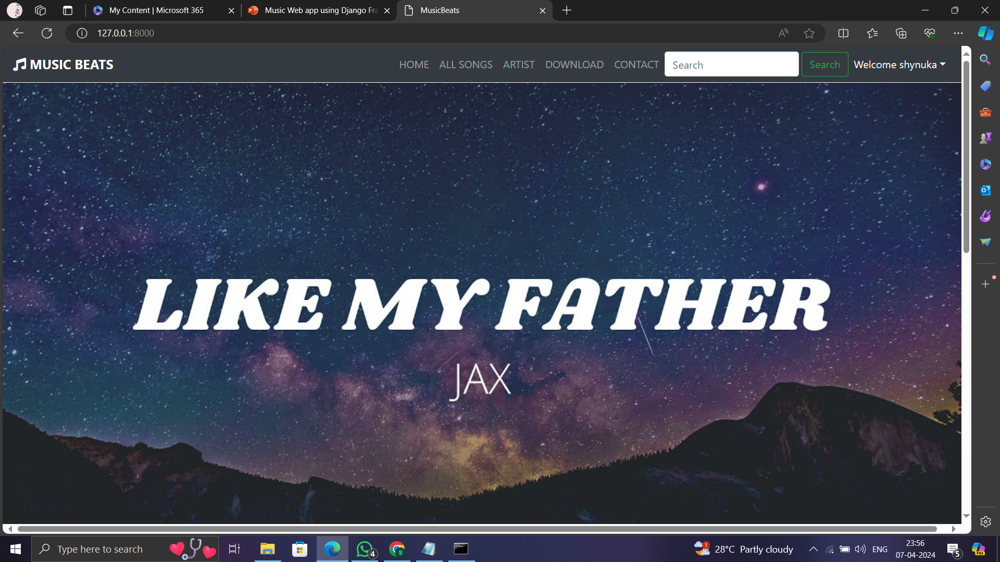 My Content | Microsoft 365
Music Web app using Django Fra
MusicBeats
127.0.0.1:8000
MUSIC BEATS
HOME
ALL SONGS
ARTIST
DOWNLOAD
CONTACT
Search
Search
Welcome shynuka
LIKE MY FATHER
JAX
Type here to search
4
S
1
28°C Partly cloudy
ENG
23:56
07-04-2024
5
PRE